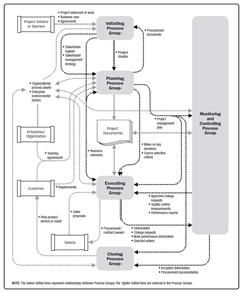 Project Initiator
or Sponsor
• Project statement of work
• Business case
• Agreements
Initiating
Process
Group
• Stakeholder
register
• Stakeholder
management
strategy
• Project
charter
• Procurement
documents
Planning
Process
Group
• Organizational
process assets
• Enterprise
environmental
factors
Enterprise/
Organization
Project
Documents
• Project
management
plan
Monitoring
and Controlling
Process
Group
• Make-or-buy
decisions
• Source selection
criteria
• Teaming
agreements
• Resource
calendars
Customer
• Requirements
Executing
Process
Group
• Approved change
requests
• Quality control
measurements
• Performance reports
• Final product,
service or result
• Seller
proposals
• Deliverables
• Change requests
• Work performance information
• Selected sellers
Sellers
• Procurement
contract award
Closing
Process
Group
• Accepted deliverables
• Procurement documentation
NOTE: The darker dotted lines represent relationships between Process Groups; the lighter dotted lines are external to the Process Groups.